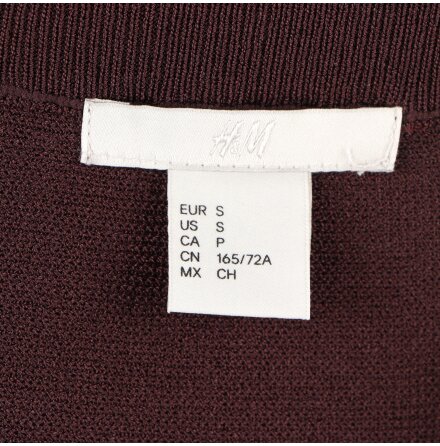 H&M
EUR S
US S
CA P
CN 165/72A
MX CH